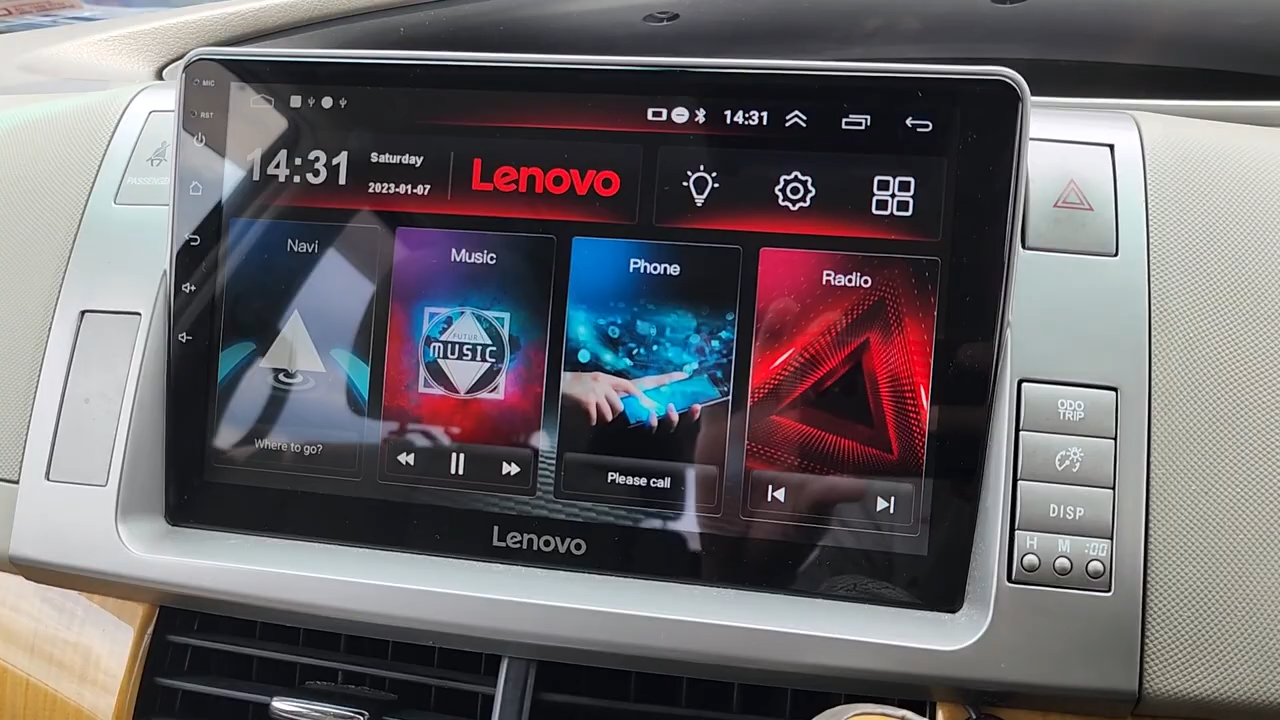 MIC
RST
14:31
14:31
Saturday
2023-01-07
Lenovo
PASSENGER
Navi
Music
Phone
Radio
FUTUR
MUSIC
Where to go?
Please call
Lenovo
ODO
TRIP
DISP
H M :00